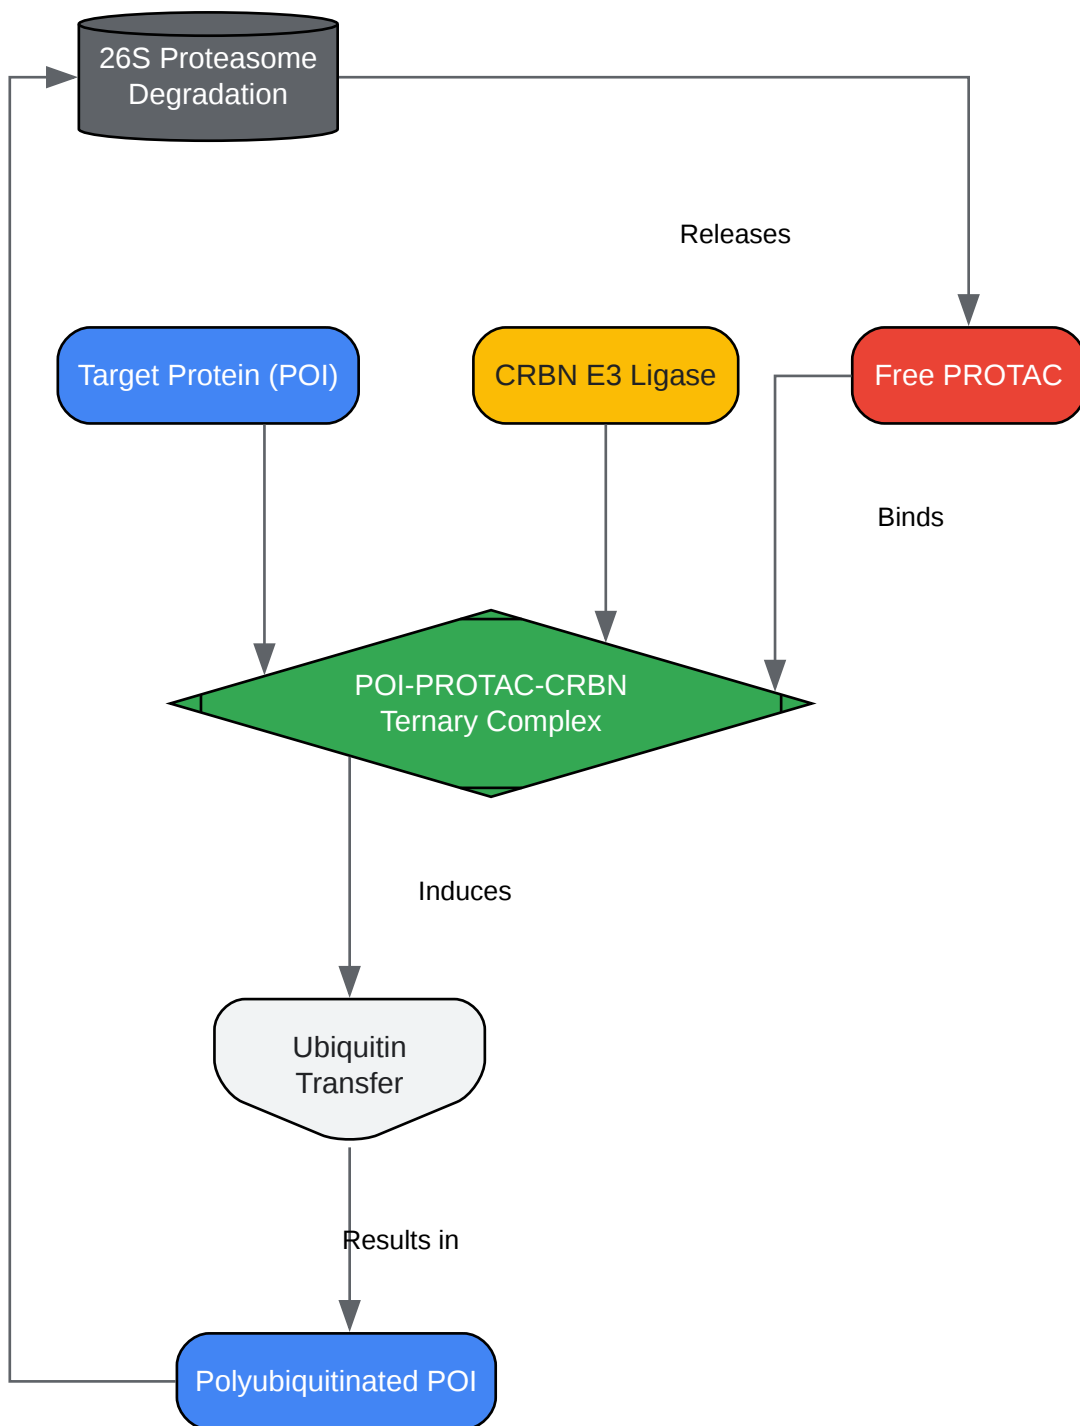 26S Proteasome
Degradation
Releases
Target Protein (POI)
CRBN E3 Ligase
Free PROTAC
Binds
POI-PROTAC-CRBN
Ternary Complex
Induces
Ubiquitin
Transfer
Results in
Polyubiquitinated POI